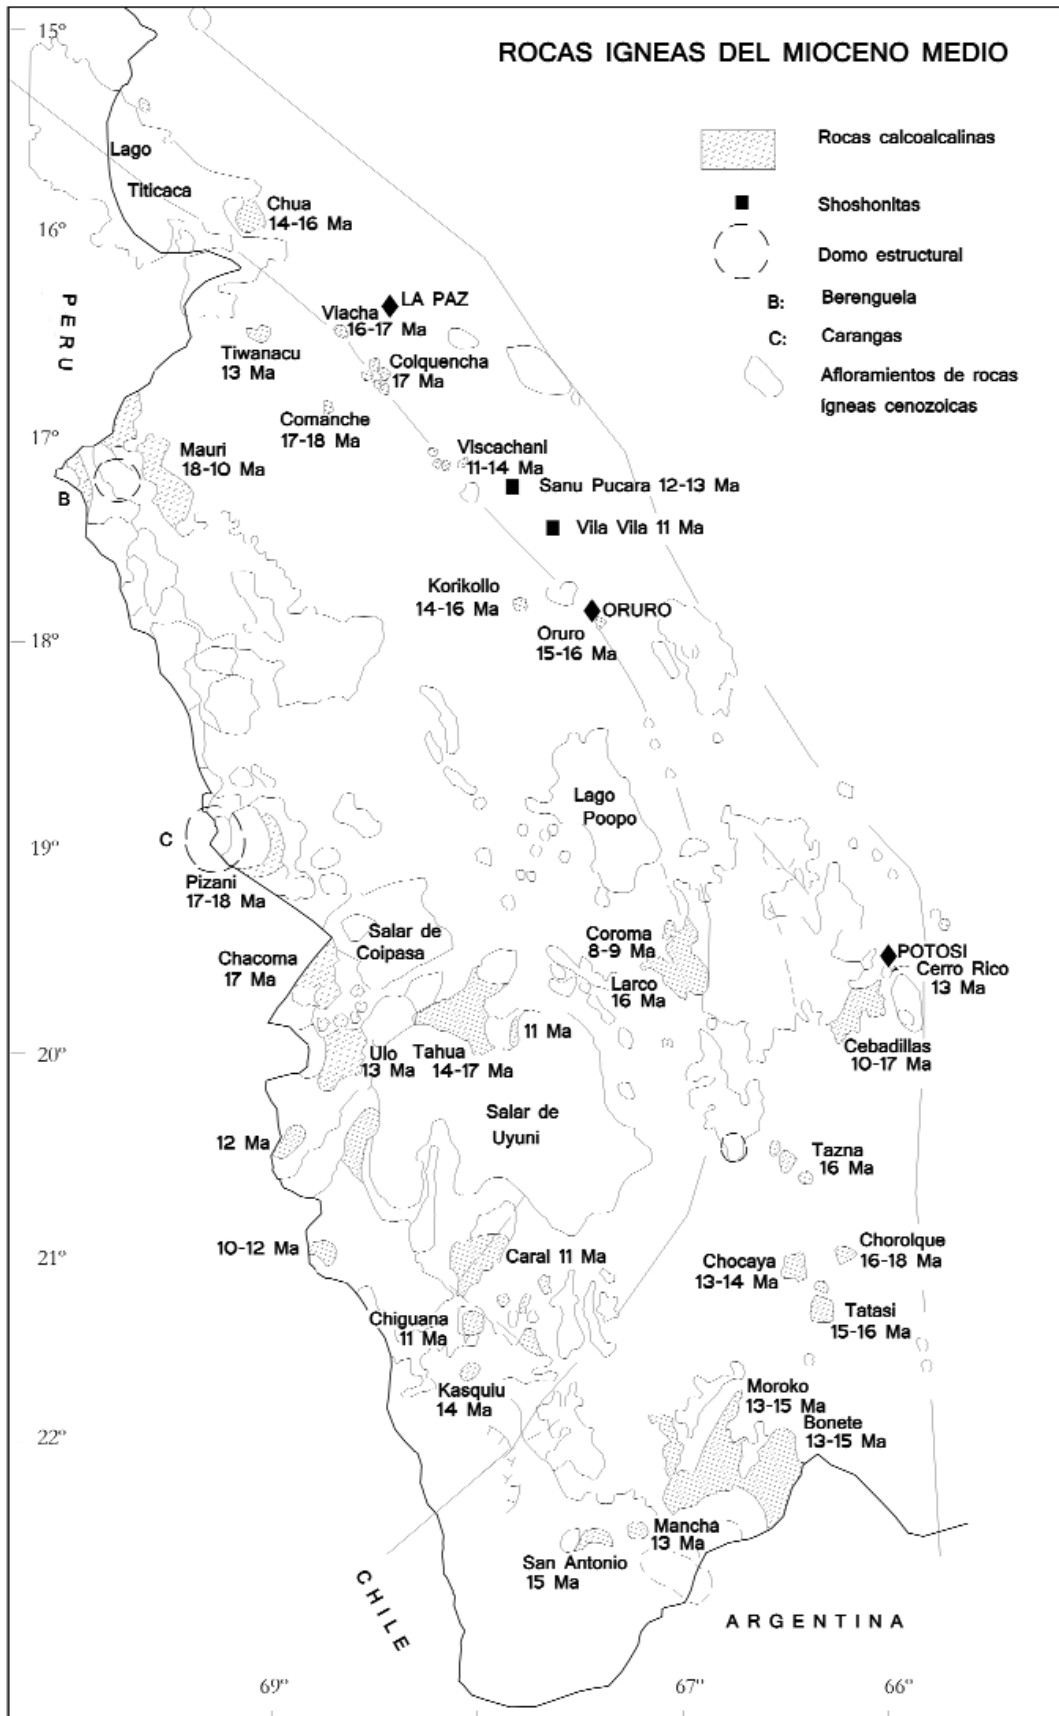 15°
ROCAS IGNEAS DEL MIOCENO MEDIO
Rocas calcoalcalinas
Shoshonitas
Domo estructural
B: Berenguela
C: Carangas
Afloramientos de rocas
ígneas cenozoicas
Lago
Titicaca
Chua
14-16 Ma
16°
PERU
LA PAZ
Viacha
16-17 Ma
Tiwanacu
13 Ma
Colquencha
17 Ma
Comanche
17-18 Ma
17°
Mauri
18-10 Ma
B
Viscachani
11-14 Ma
Sanu Pucara 12-13 Ma
Vila Vila 11 Ma
Korikollo
14-16 Ma
ORURO
Oruro
15-16 Ma
18°
Lago
Poopo
19°
C
Pizani
17-18 Ma
Salar de
Coipasa
Chacoma
17 Ma
Coroma
8-9 Ma
Larco
16 Ma
POTOSI
Cerro Rico
13 Ma
11 Ma
Cebadillas
10-17 Ma
20°
Ulo
13 Ma
Tahua
14-17 Ma
Salar de
Uyuni
12 Ma
Tazna
16 Ma
10-12 Ma
21°
Caral 11 Ma
Chocaya
13-14 Ma
Chorolque
16-18 Ma
Chiguana
11 Ma
Tatasi
15-16 Ma
Kasquiu
14 Ma
Moroko
13-15 Ma
Bonete
13-15 Ma
22°
Mancha
13 Ma
San Antonio
15 Ma
CHILE
ARGENTINA
69°
67°
66°